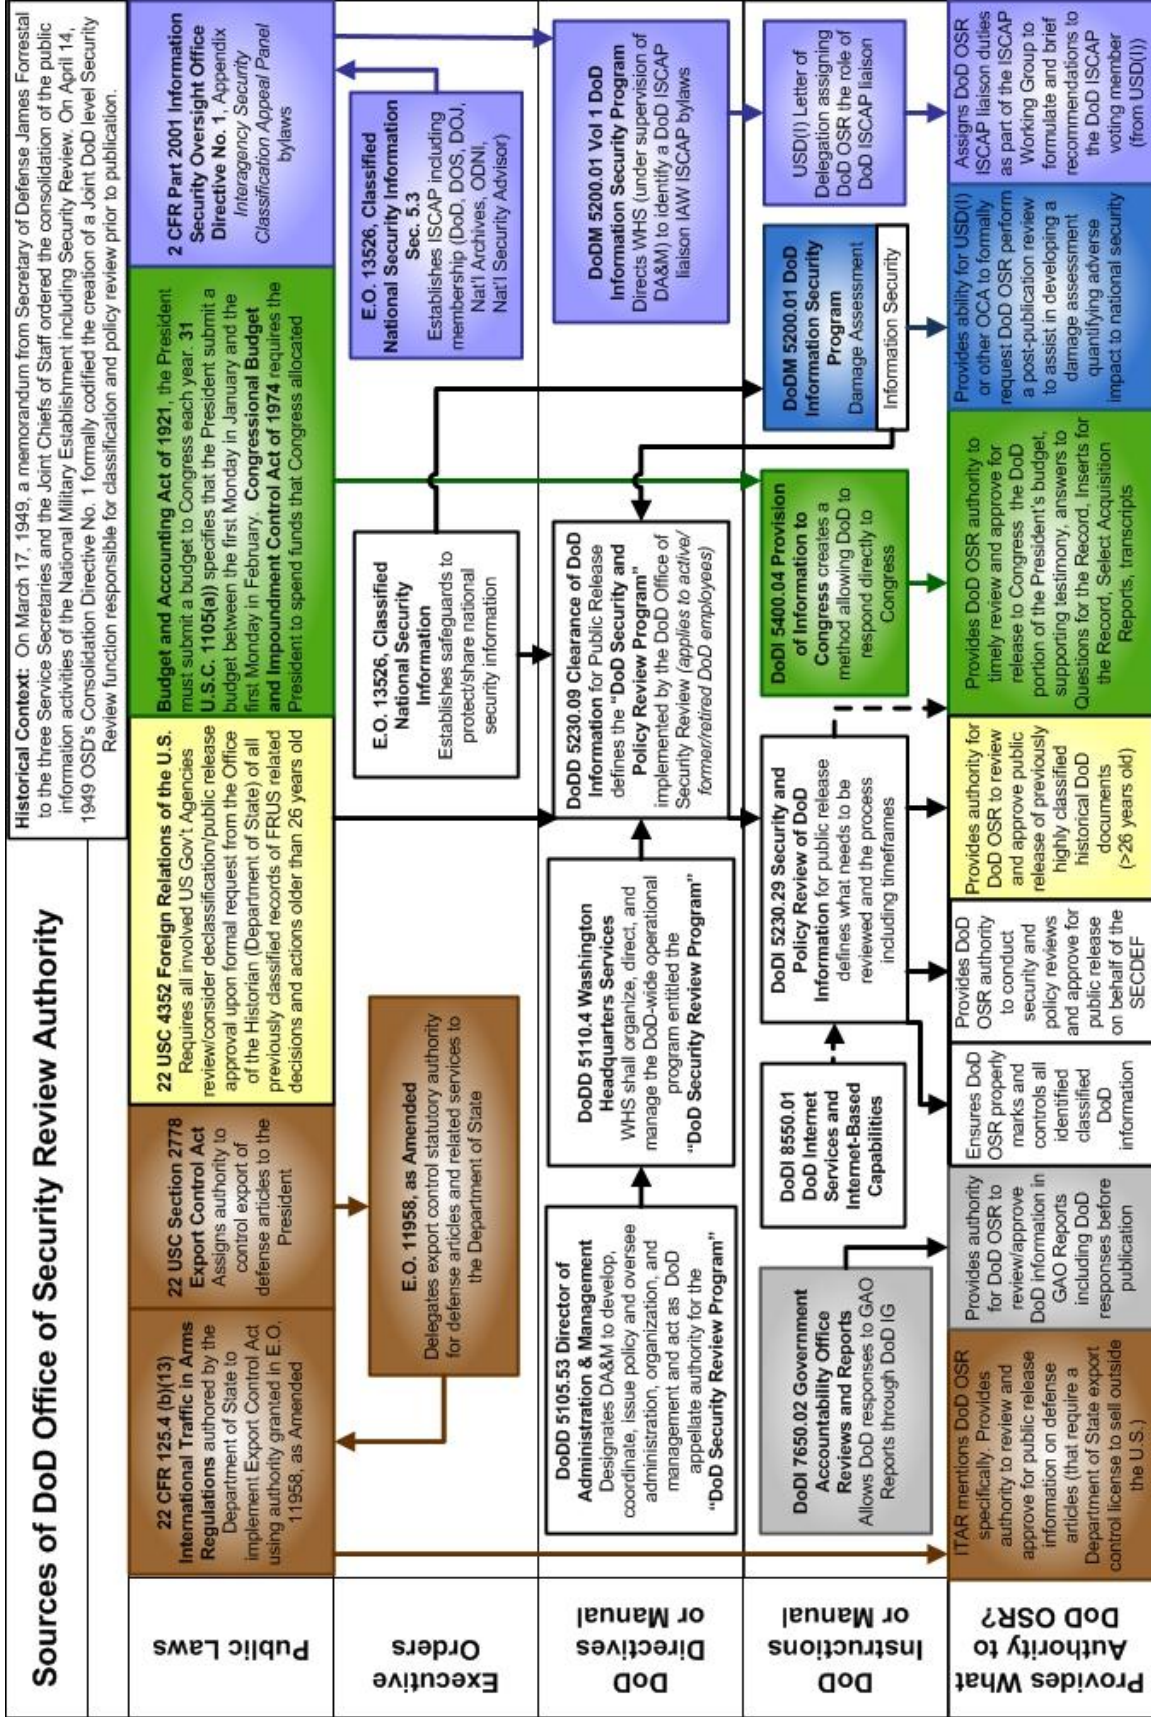 Sources of DoD Office of Security Review Authority
Historical Context: On March 17, 1949, a memorandum from Secretary of Defense James Forrestal
to the three Service Secretaries and the Joint Chiefs of Staff ordered the consolidation of the public
information activities of the National Military Establishment including Security Review. On April 14,
1949 OSD's Consolidation Directive No. 1 formally codified the creation of a Joint DoD level Security
Review function responsible for classification and policy review prior to publication.
Public Laws
22 CFR 125.4 (b)(13)
International Traffic in Arms
Regulations authored by the
Department of State to
implement Export Control Act
using authority granted in E.O.
11958, as Amended
22 USC Section 2778
Export Control Act
Assigns authority to
control export of
defense articles to the
President
22 USC 4352 Foreign Relations of the U.S.
Requires all involved US Gov't Agencies
review/consider declassification/public release
approval upon formal request from the Office
of the Historian (Department of State) of all
previously classified records of FRUS related
decisions and actions older than 26 years old
Budget and Accounting Act of 1921, the President
must submit a budget to Congress each year. 31
U.S.C. 1105(a)) specifies that the President submit a
budget between the first Monday in January and the
first Monday in February. Congressional Budget
and Impoundment Control Act of 1974 requires the
President to spend funds that Congress allocated
2 CFR Part 2001 Information
Security Oversight Office
Directive No. 1, Appendix
Interagency Security
Classification Appeal Panel
bylaws
Executive
Orders
E.O. 11958, as Amended
Delegates export control statutory authority
for defense articles and related services to
the Department of State
E.O. 13526, Classified
National Security
Information
Establishes safeguards to
protect/share national
security information
E.O. 13526, Classified
National Security Information
Sec. 5.3
Establishes ISCAP including
membership (DoD, DOS, DOJ,
Nat'l Archives, ODNI,
Nat'l Security Advisor)
DoD
Directives
or Manual
DoDD 5105.53 Director of
Administration & Management
Designates DA&M to develop,
coordinate, issue policy and oversee
administration, organization, and
management and act as DoD
appellate authority for the
"DoD Security Review Program"
DoDD 5110.4 Washington
Headquarters Services
WHS shall organize, direct, and
manage the DoD-wide operational
program entitled the
"DoD Security Review Program"
DoDD 5230.09 Clearance of DoD
Information for Public Release
defines the "DoD Security and
Policy Review Program"
implemented by the DoD Office of
Security Review (applies to active/
former/retired DoD employees)
DoDM 5200.01 Vol 1 DoD
Information Security Program
Directs WHS (under supervision of
DA&M) to identify a DoD ISCAP
liaison IAW ISCAP bylaws
DoD
Instructions
or Manual
DoDI 7650.02 Government
Accountability Office
Reviews and Reports
Allows DoD responses to GAO
Reports through DoD IG
DoDI 8550.01
DoD Internet
Services and
Internet-Based
Capabilities
DoDI 5230.29 Security and
Policy Review of DoD
Information for public release
defines what needs to be
reviewed and the process
including timeframes
DoDI 5400.04 Provision
of Information to
Congress creates a
method allowing DoD to
respond directly to
Congress
DoDM 5200.01 DoD
Information Security
Program
Damage Assessment
Information Security
USD(I) Letter of
Delegation assigning
DoD OSR the role of
DoD ISCAP liaison
Provides What
Authority to
DoD OSR?
ITAR mentions DoD OSR
specifically. Provides
authority to review and
approve for public release
information on defense
articles (that require a
Department of State export
control license to sell outside
the U.S.)
Provides authority
for DoD OSR to
review/approve
DoD information in
GAO Reports
including DoD
responses before
publication
Ensures DoD
OSR properly
marks and
controls all
identified
classified
DoD
information
Provides DoD
OSR authority
to conduct
security and
policy reviews
and approve for
public release
on behalf of the
SECDEF
Provides authority for
DoD OSR to review
and approve public
release of previously
highly classified
historical DoD
documents
(>26 years old)
Provides DoD OSR authority to
timely review and approve for
release to Congress the DoD
portion of the President's budget,
supporting testimony, answers to
Questions for the Record, Inserts for
the Record, Select Acquisition
Reports, transcripts
Provides ability for USD(I)
or other OCA to formally
request DoD OSR perform
a post-publication review
to assist in developing a
damage assessment
quantifying adverse
impact to national security
Assigns DoD OSR
ISCAP liaison duties
as part of the ISCAP
Working Group to
formulate and brief
recommendations to
the DoD ISCAP
voting member
(from USD(I))